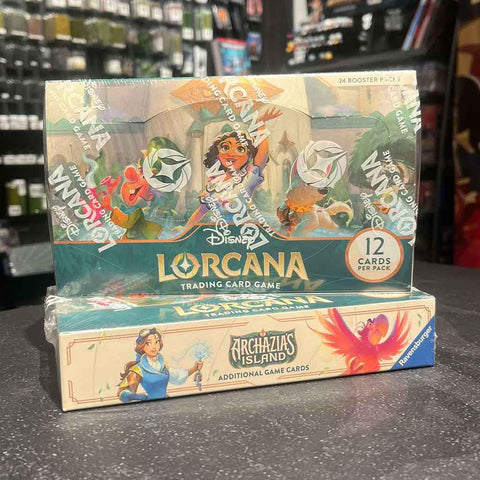 24 BOOSTER PACKS
LORCANA
TRADING CARD GAME
Disney
LORCANA
TRADING CARD GAME
12
CARDS
PER PACK
LORCANA
TRADING CARD GAME
ARCHAZIA'S
ISLAND
ADDITIONAL GAME CARDS
Ravensburger